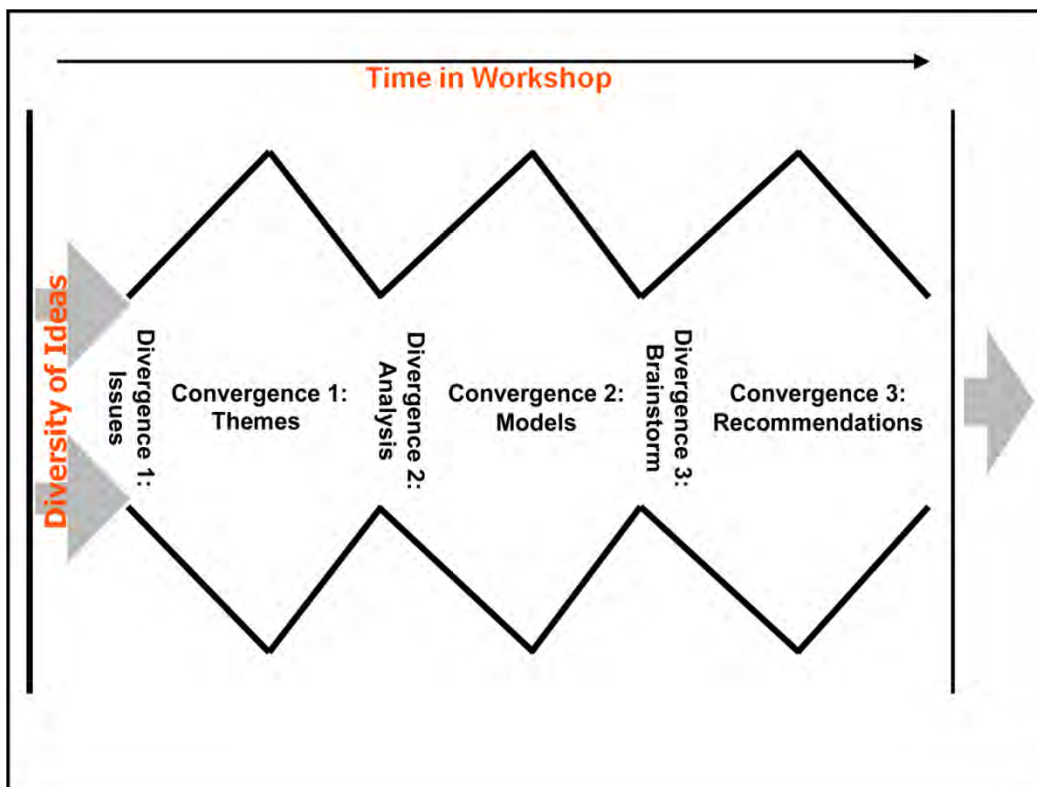 Time in Workshop
Diversity of Ideas
Divergence 1:
Issues
Convergence 1:
Themes
Divergence 2:
Analysis
Convergence 2:
Models
Divergence 3:
Brainstorm
Convergence 3:
Recommendations